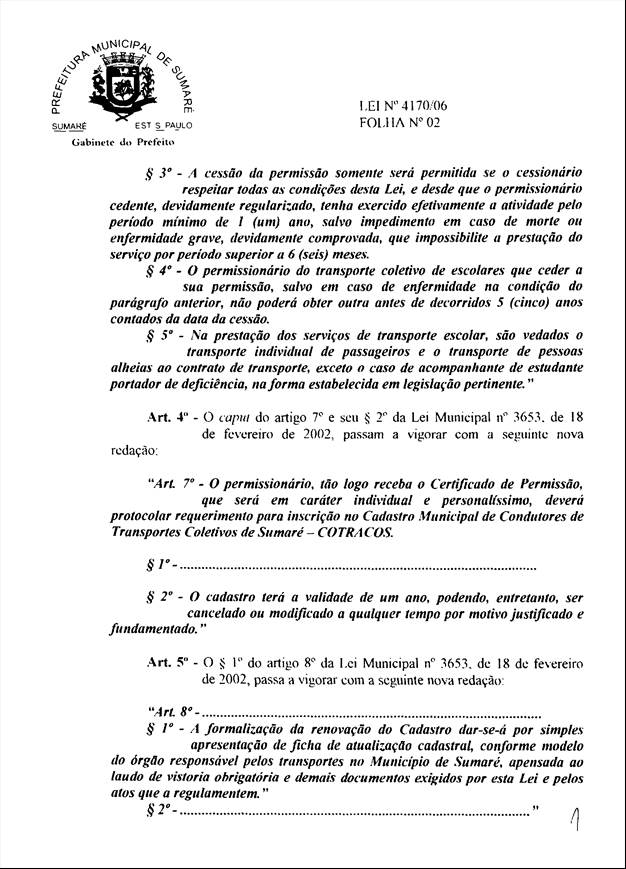 PREFEITURA MUNICIPAL DE SUMARÉ
SUMARÉ EST S PAULO
Gabinete do Prefeito
LEI Nº 4170/06
FOLHA Nº 02
§ 3º - A cessão da permissão somente será permitida se o cessionário
respeitar todas as condições desta Lei, e desde que o permissionário
cedente, devidamente regularizado, tenha exercido efetivamente a atividade pelo
período mínimo de 1 (um) ano, salvo impedimento em caso de morte ou
enfermidade grave, devidamente comprovada, que impossibilite a prestação do
serviço por período superior a 6 (seis) meses.
§ 4º - O permissionário do transporte coletivo de escolares que ceder a
sua permissão, salvo em caso de enfermidade na condição do
parágrafo anterior, não poderá obter outra antes de decorridos 5 (cinco) anos
contados da data da cessão.
§ 5º - Na prestação dos serviços de transporte escolar, são vedados o
transporte individual de passageiros e o transporte de pessoas
alheias ao contrato de transporte, exceto o caso de acompanhante de estudante
portador de deficiência, na forma estabelecida em legislação pertinente."
Art. 4º - O caput do artigo 7º e seu § 2º da Lei Municipal nº 3653, de 18
de fevereiro de 2002, passam a vigorar com a seguinte nova
redação:
"Art. 7º - O permissionário, tão logo receba o Certificado de Permissão,
que será em caráter individual e personalíssimo, deverá
protocolar requerimento para inscrição no Cadastro Municipal de Condutores de
Transportes Coletivos de Sumaré – COTRACOS.
§ 1º - ..........................................................................................
§ 2º - O cadastro terá a validade de um ano, podendo, entretanto, ser
cancelado ou modificado a qualquer tempo por motivo justificado e
fundamentado."
Art. 5º - O § 1º do artigo 8º da Lei Municipal nº 3653, de 18 de fevereiro
de 2002, passa a vigorar com a seguinte nova redação:
"Art. 8º - .....................................................................................
§ 1º - A formalização da renovação do Cadastro dar-se-á por simples
apresentação de ficha de atualização cadastral, conforme modelo
do órgão responsável pelos transportes no Município de Sumaré, apensada ao
laudo de vistoria obrigatória e demais documentos exigidos por esta Lei e pelos
atos que a regulamentem."
§ 2º - ........................................................................................"